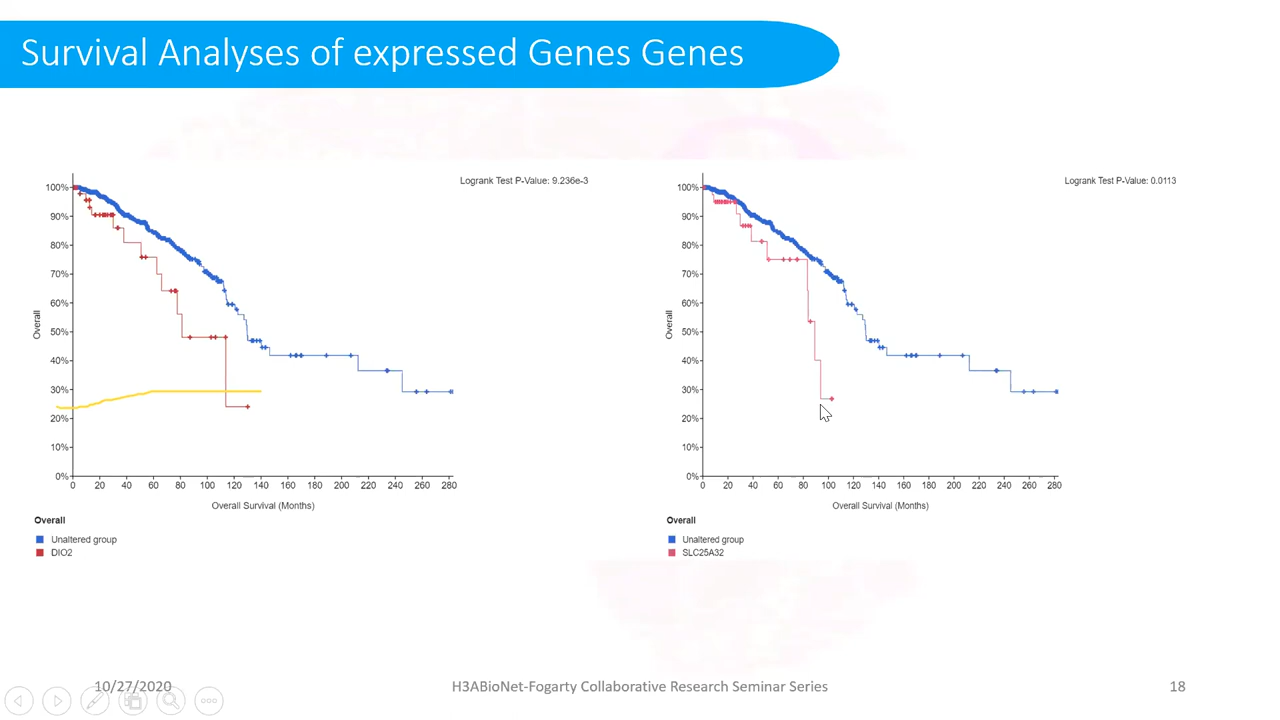 Survival Analyses of expressed Genes Genes
Logrank Test P-Value: 9.236e-3
100%
90%
80%
70%
60%
50%
40%
30%
20%
10%
0%
Overall
0 20 40 60 80 100 120 140 160 180 200 220 240 260 280
Overall Survival (Months)
Overall
Unaltered group
DIO2
Logrank Test P-Value: 0.0113
100%
90%
80%
70%
60%
50%
40%
30%
20%
10%
0%
Overall
0 20 40 60 80 100 120 140 160 180 200 220 240 260 280
Overall Survival (Months)
Overall
Unaltered group
SLC25A32
10/27/2020
H3ABioNet-Fogarty Collaborative Research Seminar Series
18